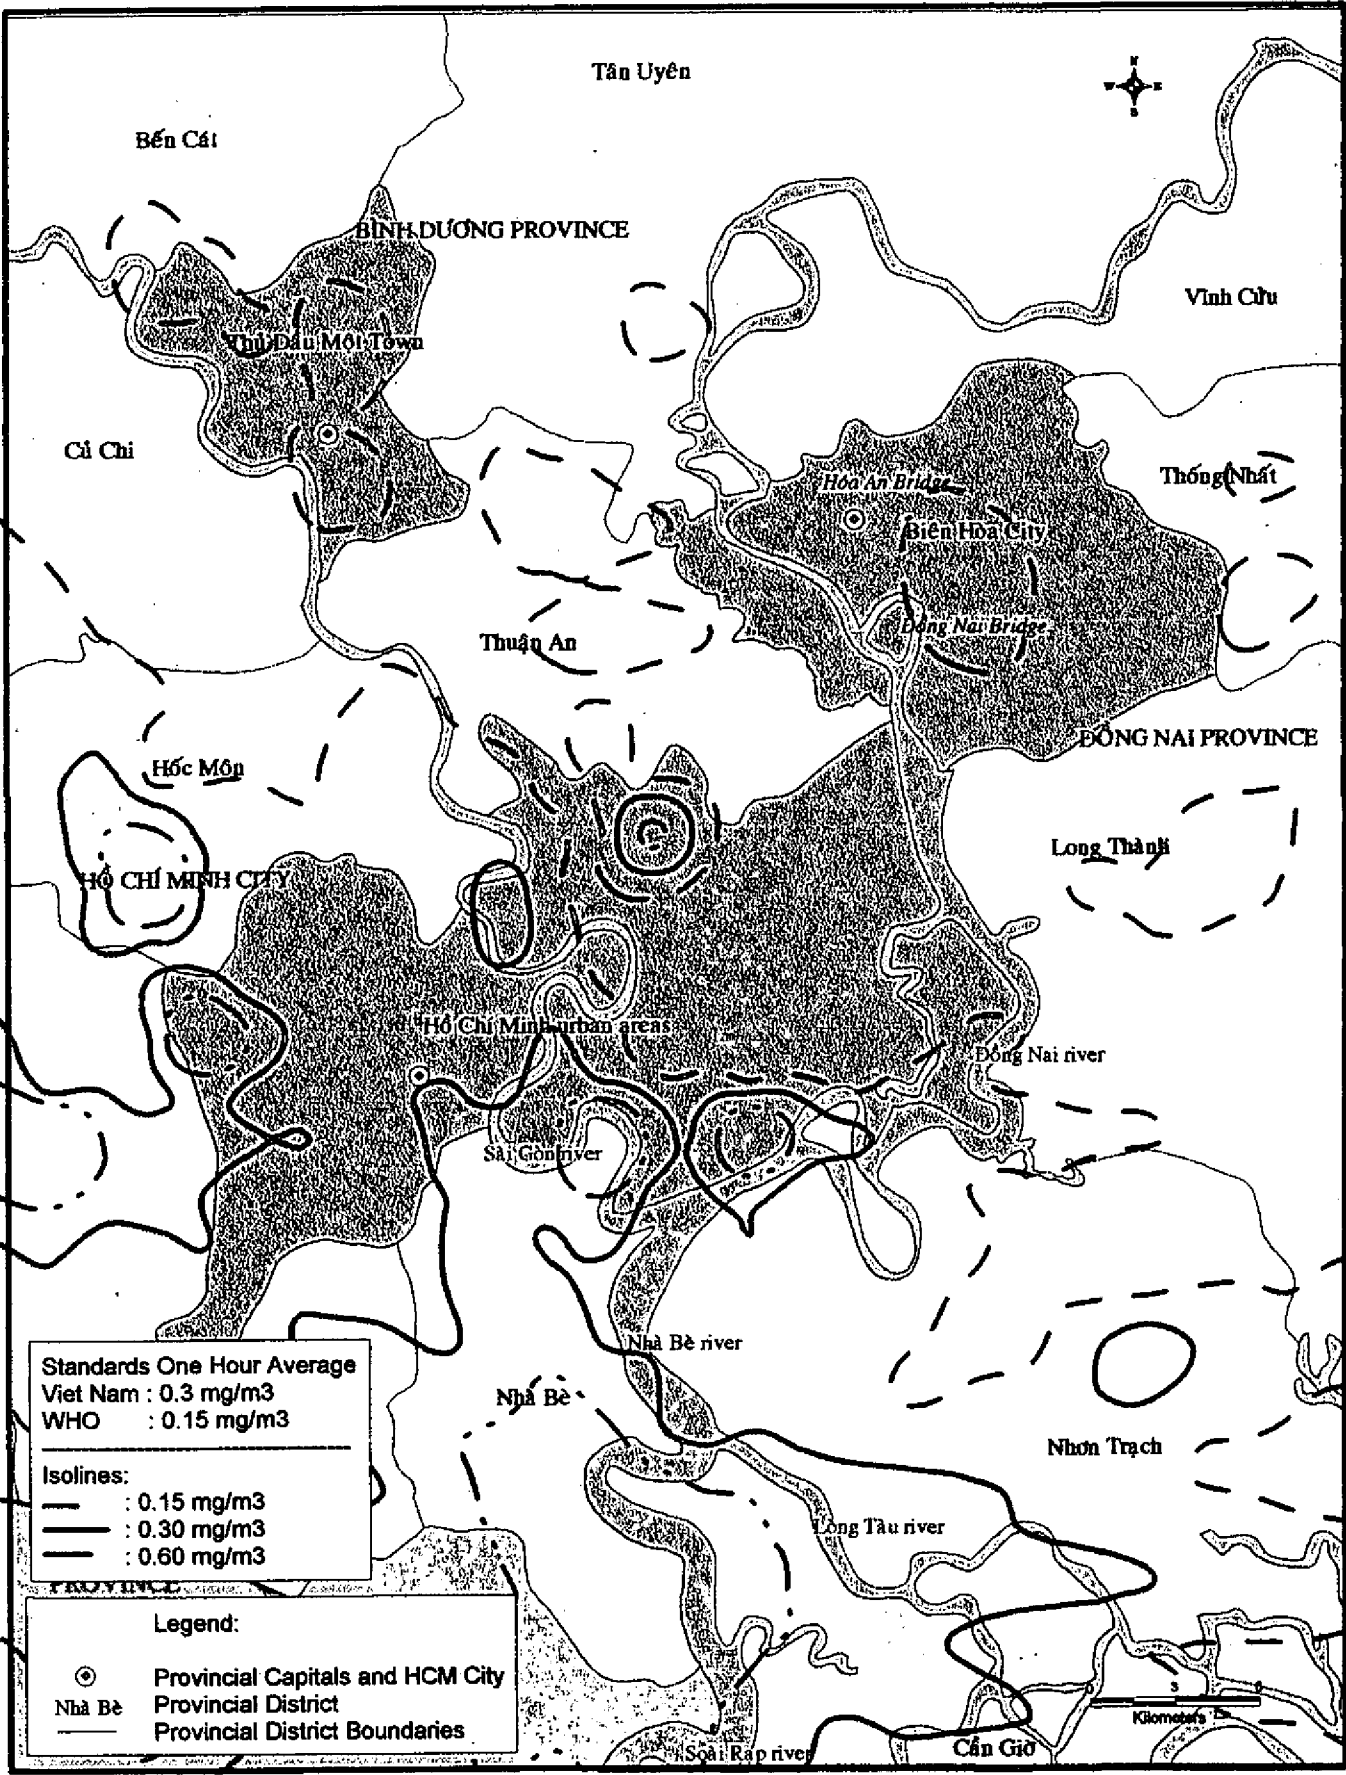 Tân Uyên
N
W E
S
Bến Cát
BÌNH DƯƠNG PROVINCE
Vĩnh Cửu
Thủ Dầu Một Town
Củ Chi
Hóa An Bridge
Thống Nhất
Biên Hòa City
Đồng Nai Bridge
Thuận An
ĐỒNG NAI PROVINCE
Hốc Môn
Long Thành
HỒ CHÍ MINH CITY
Hồ Chí Minh urban areas
Đồng Nai river
Sài Gòn river
Nhà Bè river
Nhà Bè
Nhơn Trạch
Long Tàu river
Standards One Hour Average
Viet Nam : 0.3 mg/m3
WHO : 0.15 mg/m3
Isolines:
: 0.15 mg/m3
: 0.30 mg/m3
: 0.60 mg/m3
PROVINCE
Legend:
Provincial Capitals and HCM City
Nhà Bè Provincial District
Provincial District Boundaries
0 3 6
Kilometers
Soài Rạp river
Cần Giờ